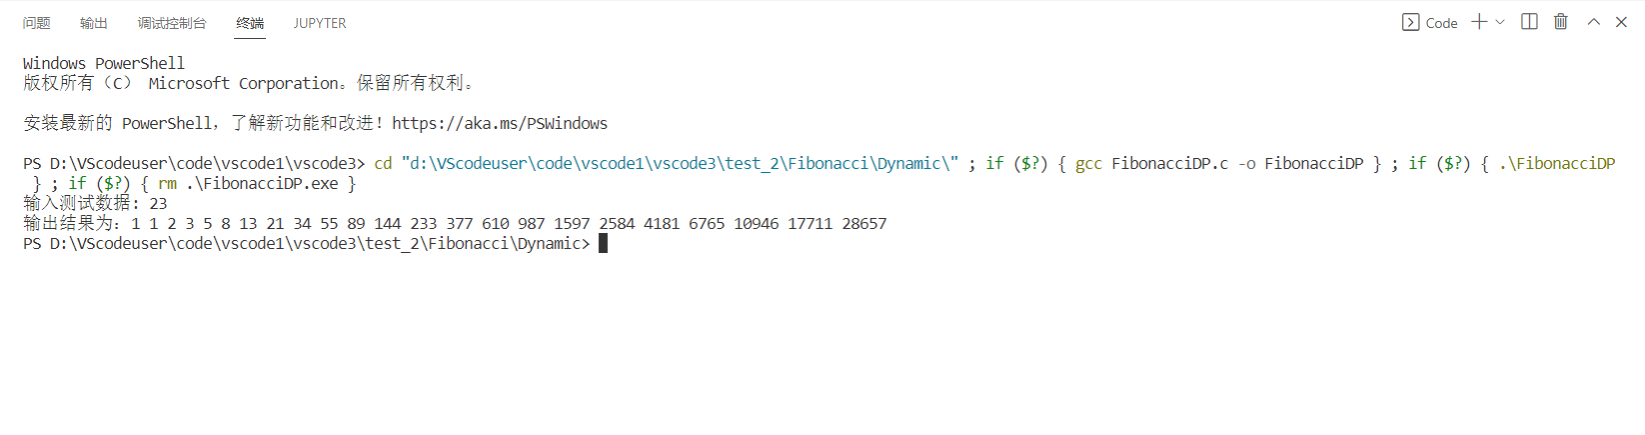 问题 输出 调试控制台 终端 JUPYTER Code
Windows PowerShell
版权所有（C） Microsoft Corporation。保留所有权利。
安装最新的 PowerShell，了解新功能和改进！https://aka.ms/PSWindows
PS D:\VScodeuser\code\vscode1\vscode3> cd "d:\VScodeuser\code\vscode1\vscode3\test_2\Fibonacci\Dynamic\" ; if ($?) { gcc FibonacciDP.c -o FibonacciDP } ; if ($?) { .\FibonacciDP
} ; if ($?) { rm .\FibonacciDP.exe }
输入测试数据: 23
输出结果为：1 1 2 3 5 8 13 21 34 55 89 144 233 377 610 987 1597 2584 4181 6765 10946 17711 28657
PS D:\VScodeuser\code\vscode1\vscode3\test_2\Fibonacci\Dynamic>